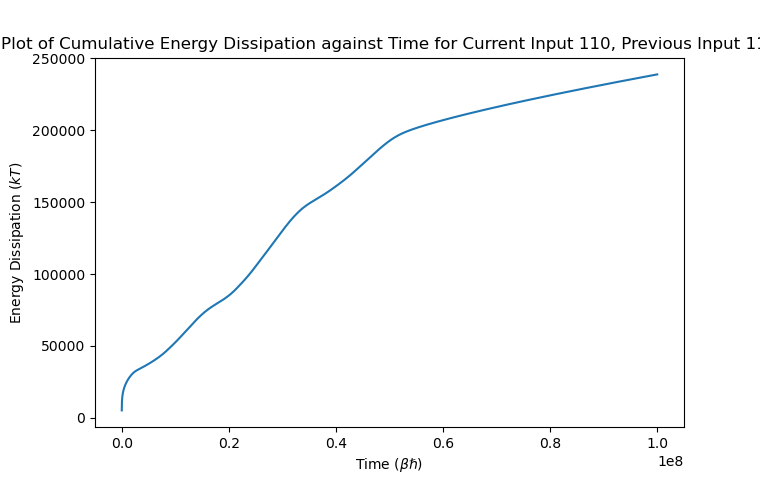 Plot of Cumulative Energy Dissipation against Time for Current Input 110, Previous Input 11
250000
200000
150000
100000
50000
0
Energy Dissipation (kT)
0.0 0.2 0.4 0.6 0.8 1.0
1e8
Time (βħ)